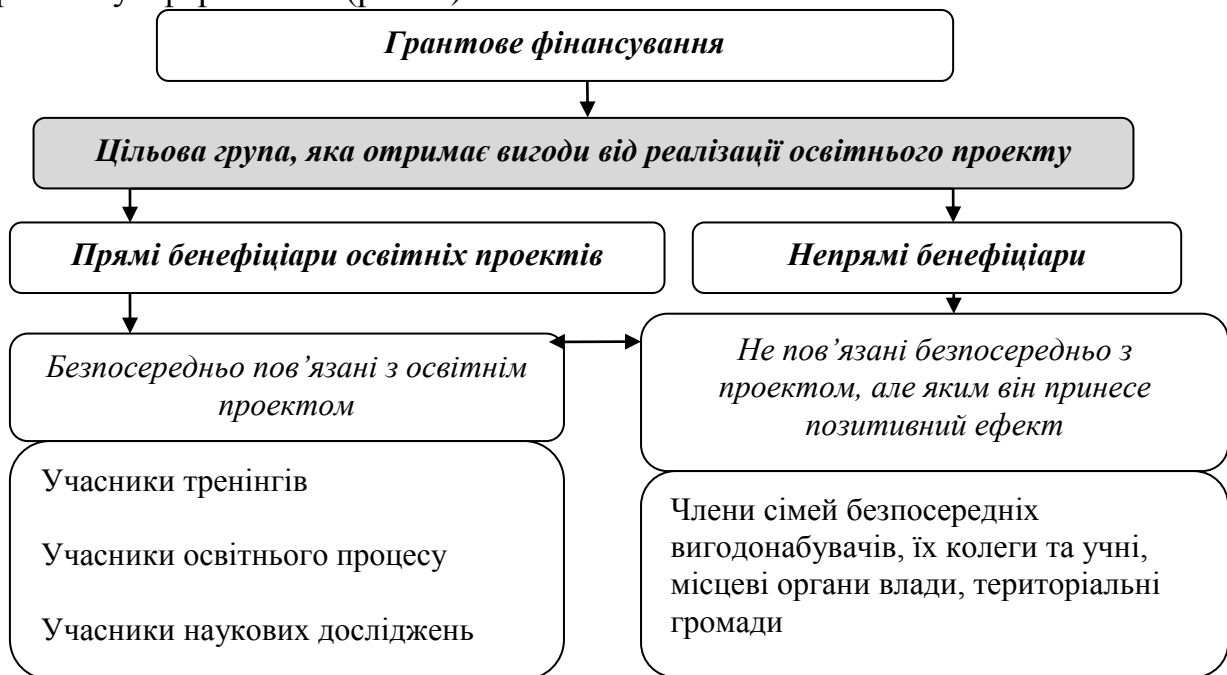 Грантове фінансування
Цільова група, яка отримає вигоди від реалізації освітнього проекту
Прямі бенефіціари освітніх проектів
Непрямі бенефіціари
Безпосередньо пов’язані з освітнім
проектом
Не пов’язані безпосередньо з
проектом, але яким він принесе
позитивний ефект
Учасники тренінгів
Учасники освітнього процесу
Учасники наукових досліджень
Члени сімей безпосередніх
вигодонабувачів, їх колеги та учні,
місцеві органи влади, територіальні
громади